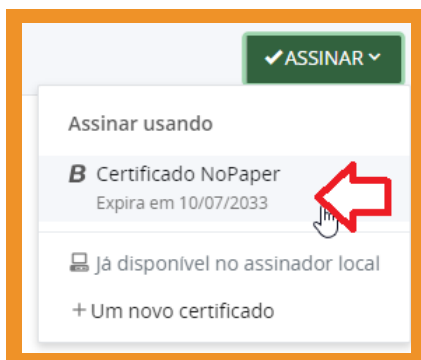 ✔ASSINAR
Assinar usando
B Certificado NoPaper
Expira em 10/07/2033
Já disponível no assinador local
+ Um novo certificado